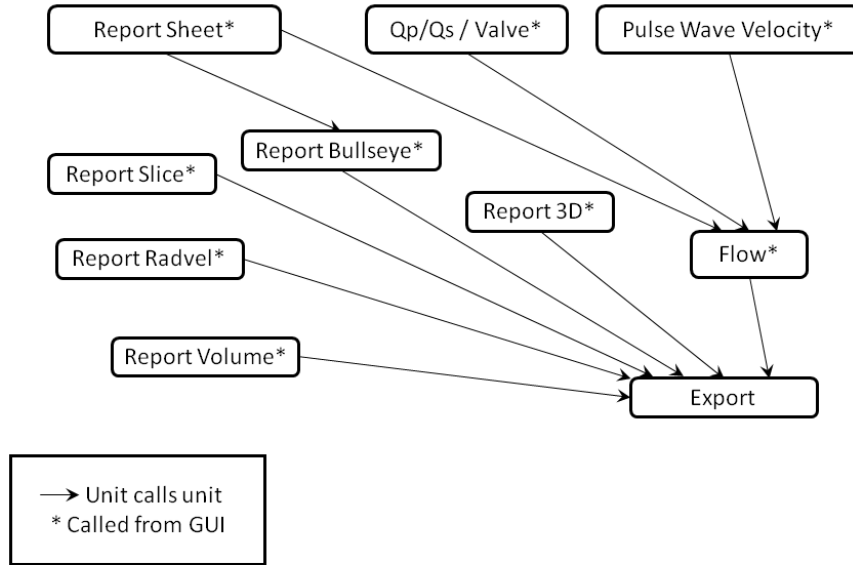 Report Sheet*
Qp/Qs / Valve*
Pulse Wave Velocity*
Report Bullseye*
Report Slice*
Report 3D*
Report Radvel*
Flow*
Report Volume*
Export
Unit calls unit
* Called from GUI